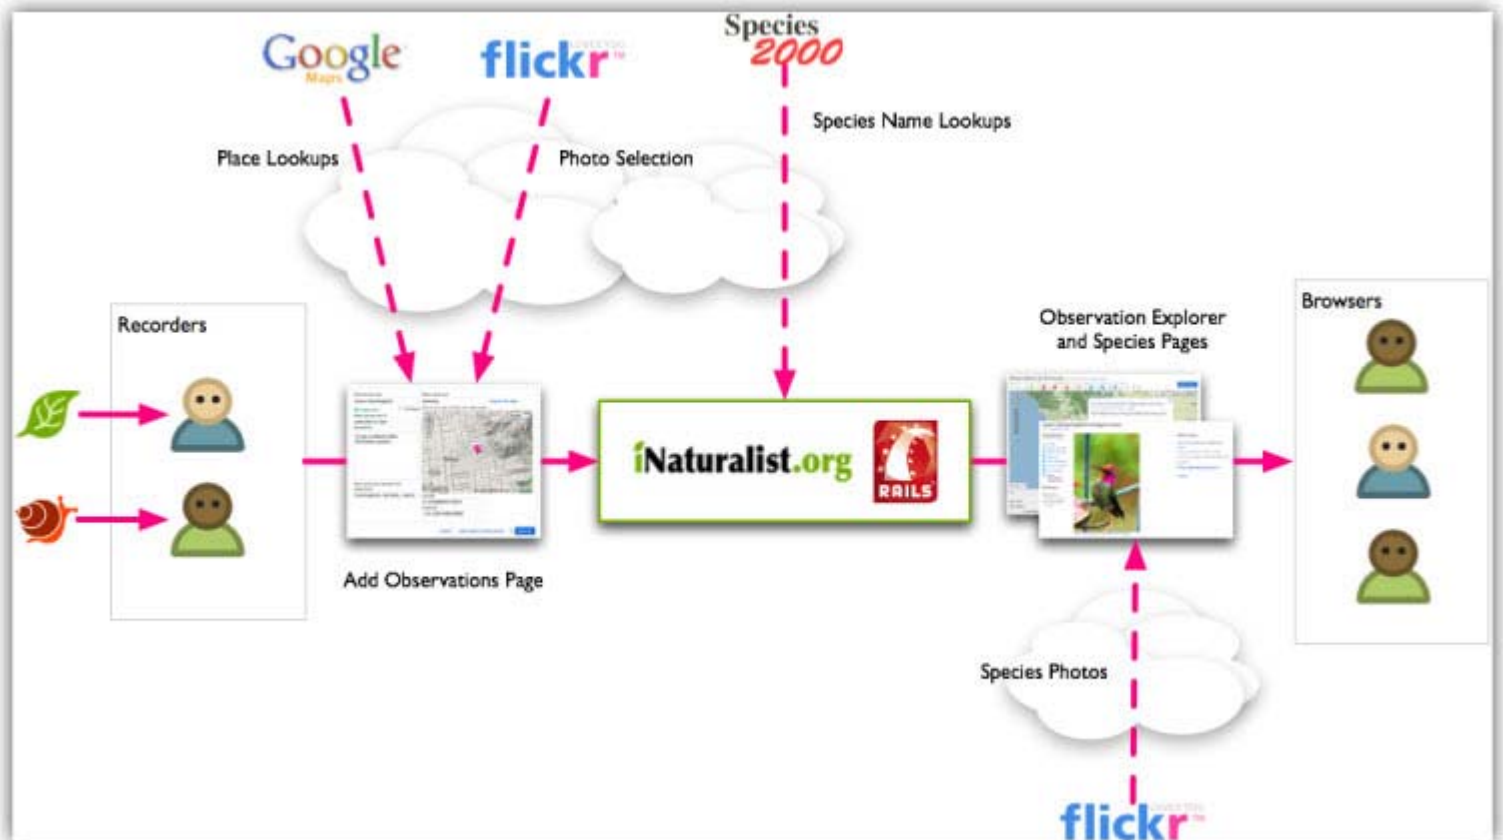 Google
Maps
flickr
Species
2000
Species Name Lookups
Place Lookups
Photo Selection
Recorders
Browsers
Observation Explorer
and Species Pages
iNaturalist.org
RAILS
Add Observations Page
Species Photos
flickr